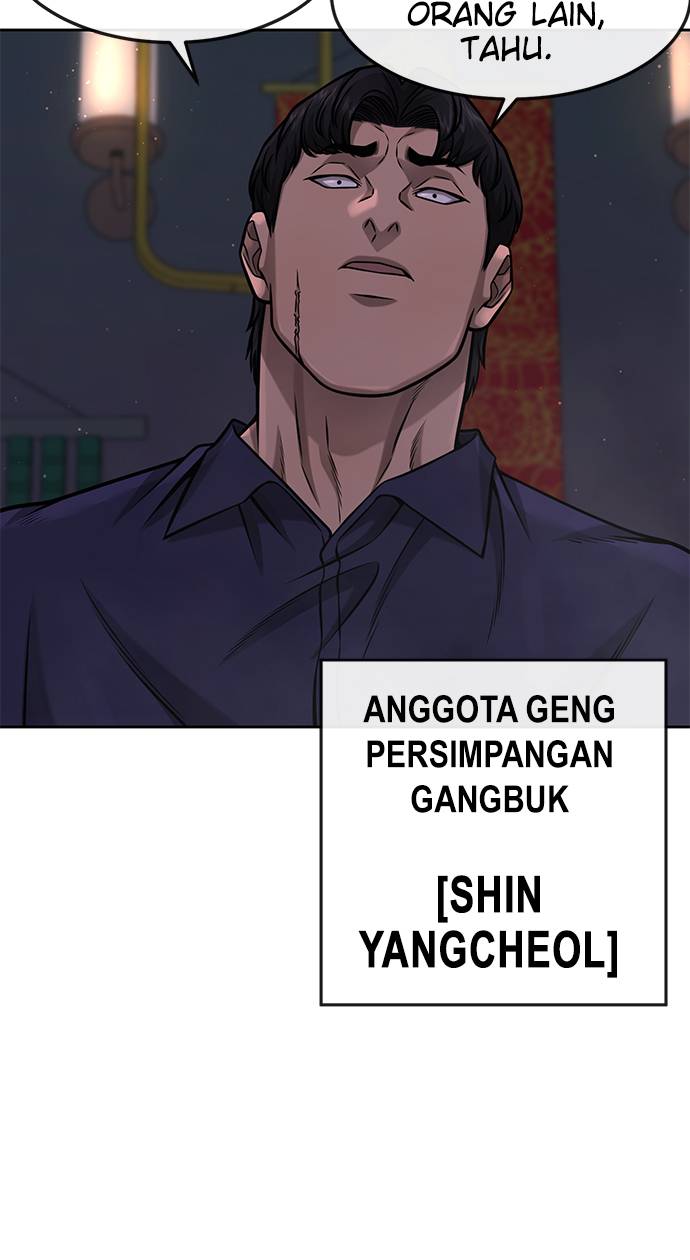 ORANG LAIN,
TAHU.
ANGGOTA GENG
PERSIMPANGAN
GANGBUK
[SHIN
YANGCHEOL]